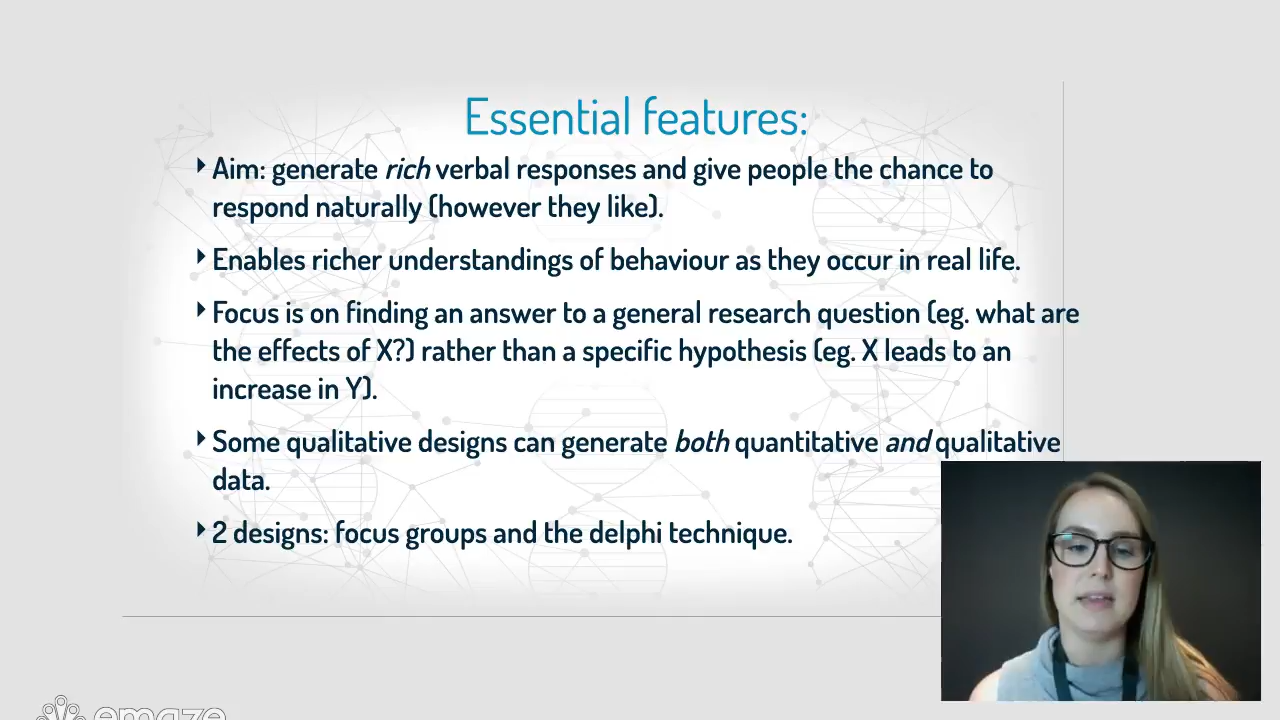 Essential features:
Aim: generate rich verbal responses and give people the chance to
respond naturally (however they like).
Enables richer understandings of behaviour as they occur in real life.
Focus is on finding an answer to a general research question (eg. what are
the effects of X?) rather than a specific hypothesis (eg. X leads to an
increase in Y).
Some qualitative designs can generate both quantitative and qualitative
data.
2 designs: focus groups and the delphi technique.
emaze